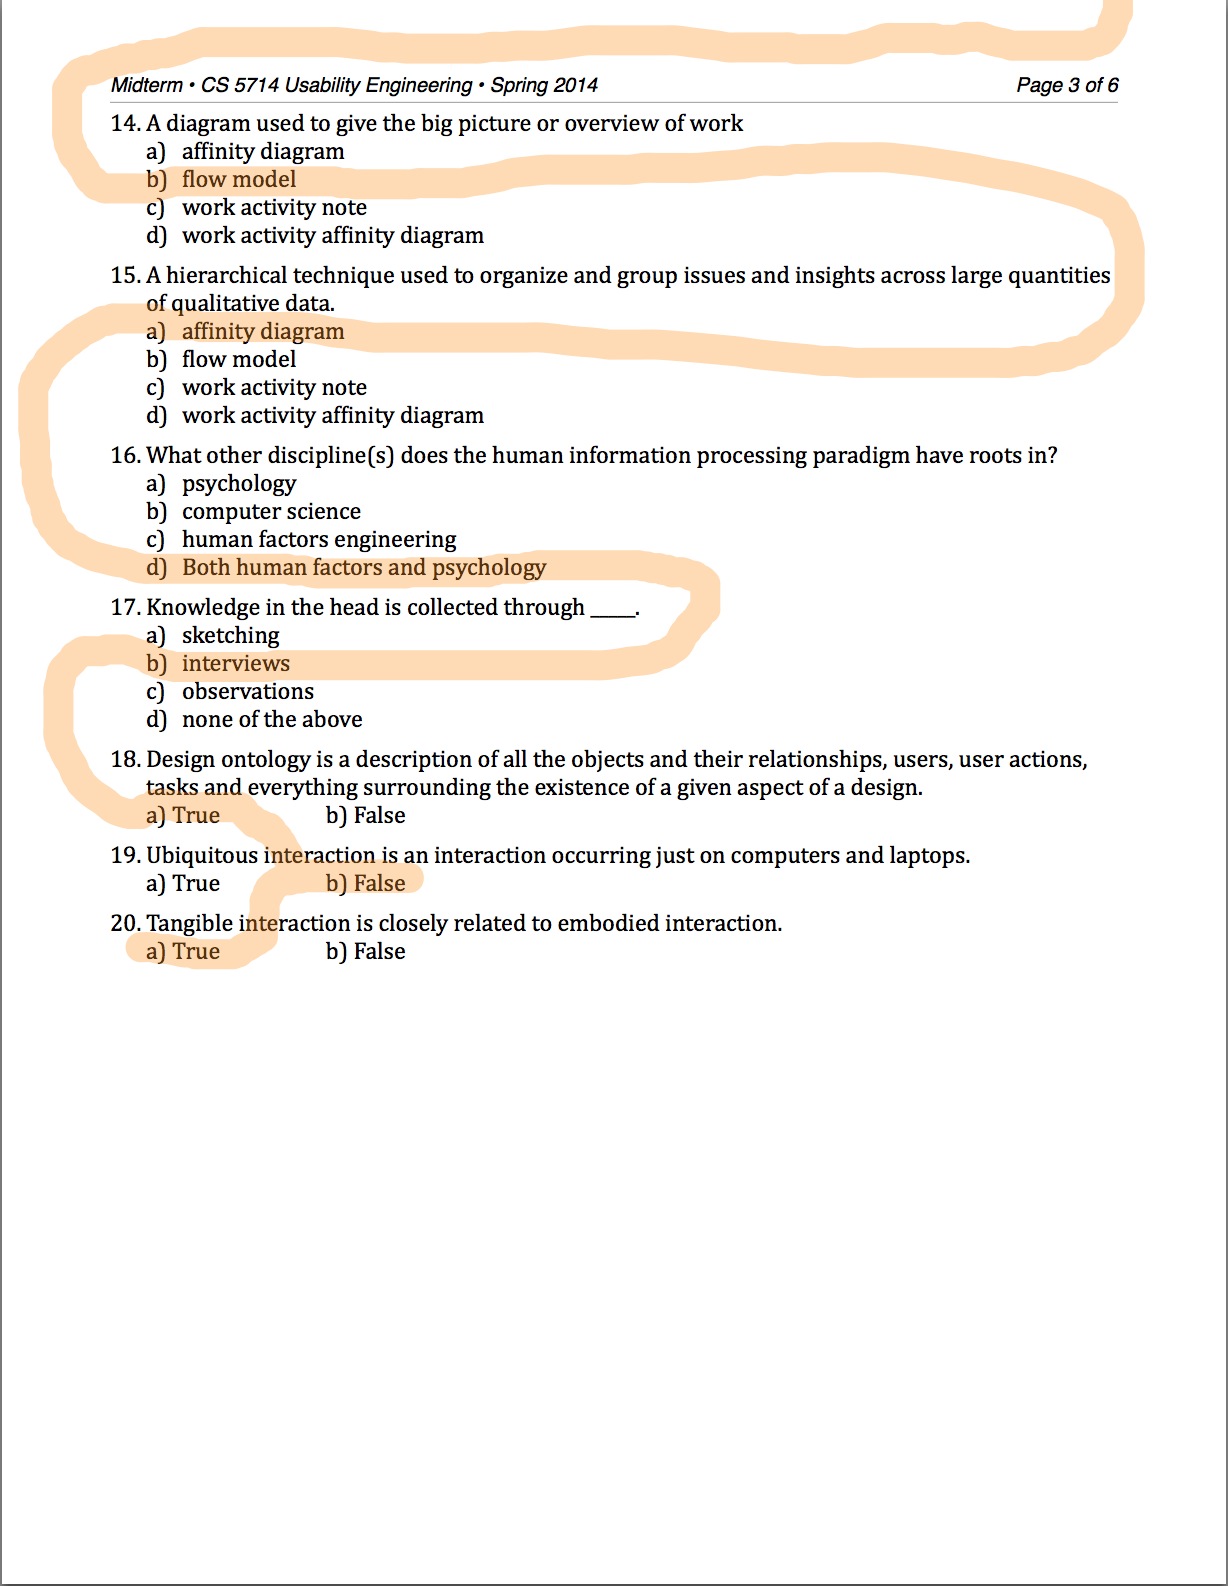 Midterm • CS 5714 Usability Engineering • Spring 2014 Page 3 of 6
14. A diagram used to give the big picture or overview of work
a) affinity diagram
b) flow model
c) work activity note
d) work activity affinity diagram
15. A hierarchical technique used to organize and group issues and insights across large quantities
of qualitative data.
a) affinity diagram
b) flow model
c) work activity note
d) work activity affinity diagram
16. What other discipline(s) does the human information processing paradigm have roots in?
a) psychology
b) computer science
c) human factors engineering
d) Both human factors and psychology
17. Knowledge in the head is collected through _____.
a) sketching
b) interviews
c) observations
d) none of the above
18. Design ontology is a description of all the objects and their relationships, users, user actions,
tasks and everything surrounding the existence of a given aspect of a design.
a) True b) False
19. Ubiquitous interaction is an interaction occurring just on computers and laptops.
a) True b) False
20. Tangible interaction is closely related to embodied interaction.
a) True b) False